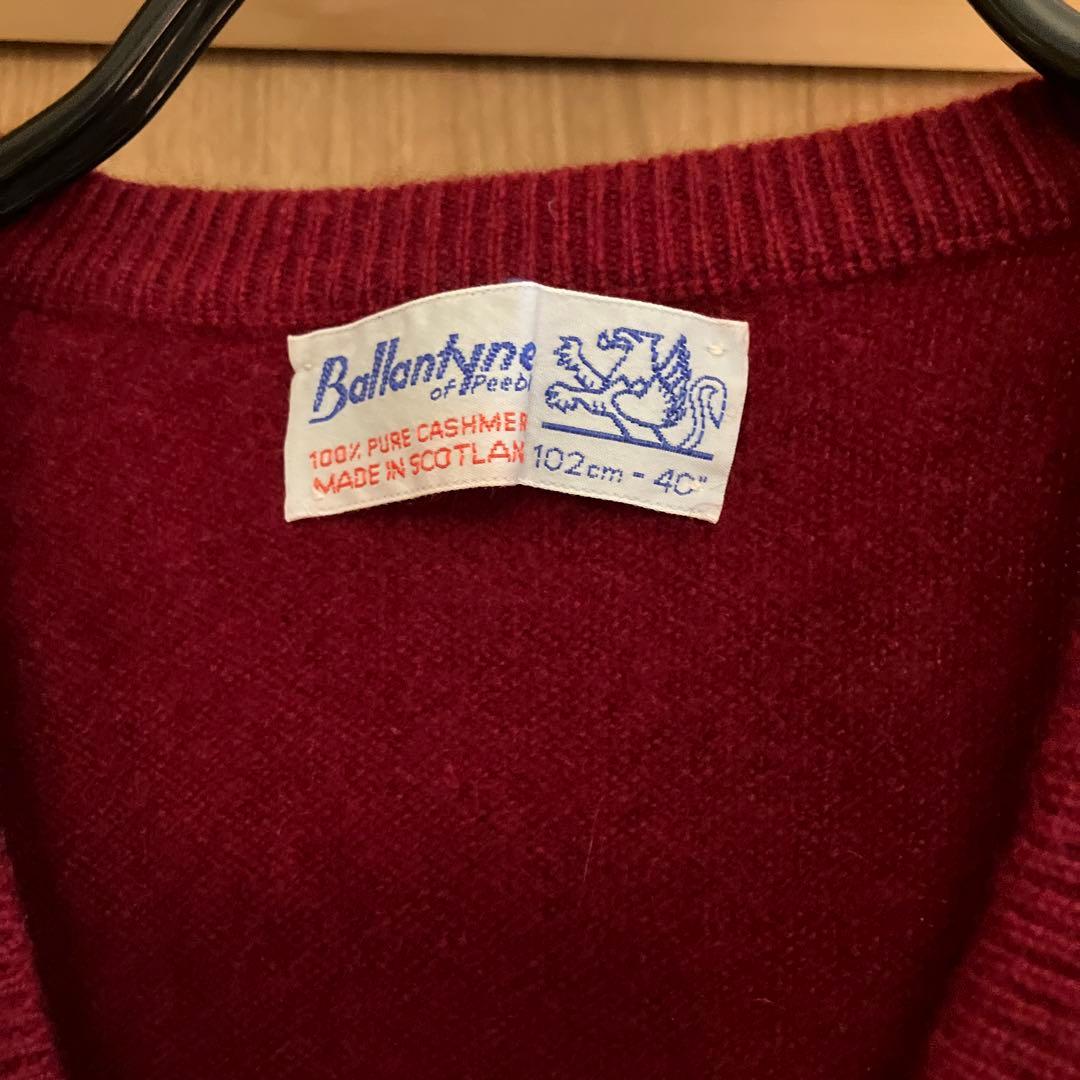 Ballantyne
of Peebl
100% PURE CASHMER
MADE IN SCOTLAN
102cm - 40"